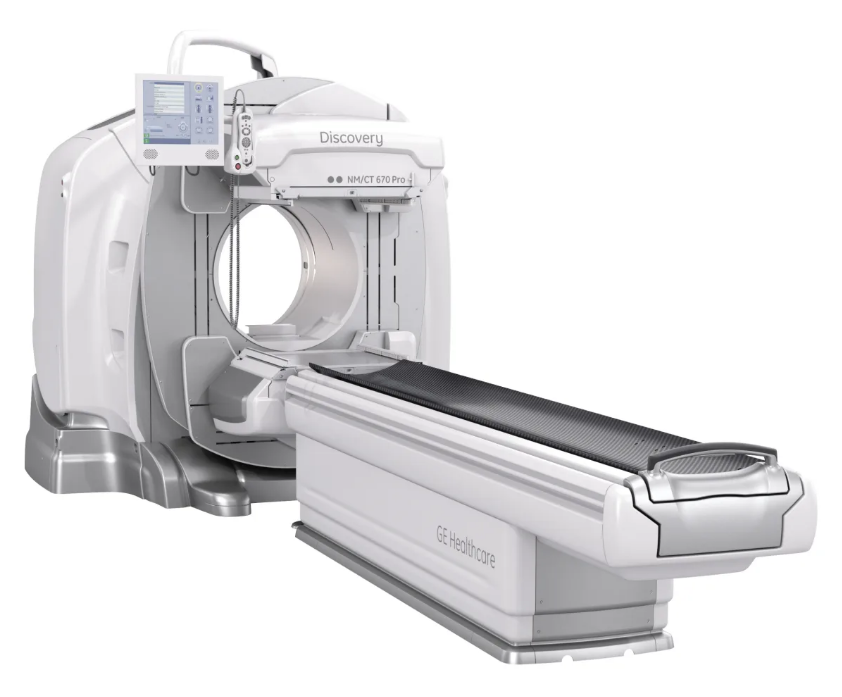 Discovery
NM/CT 670 Pro
GE Healthcare